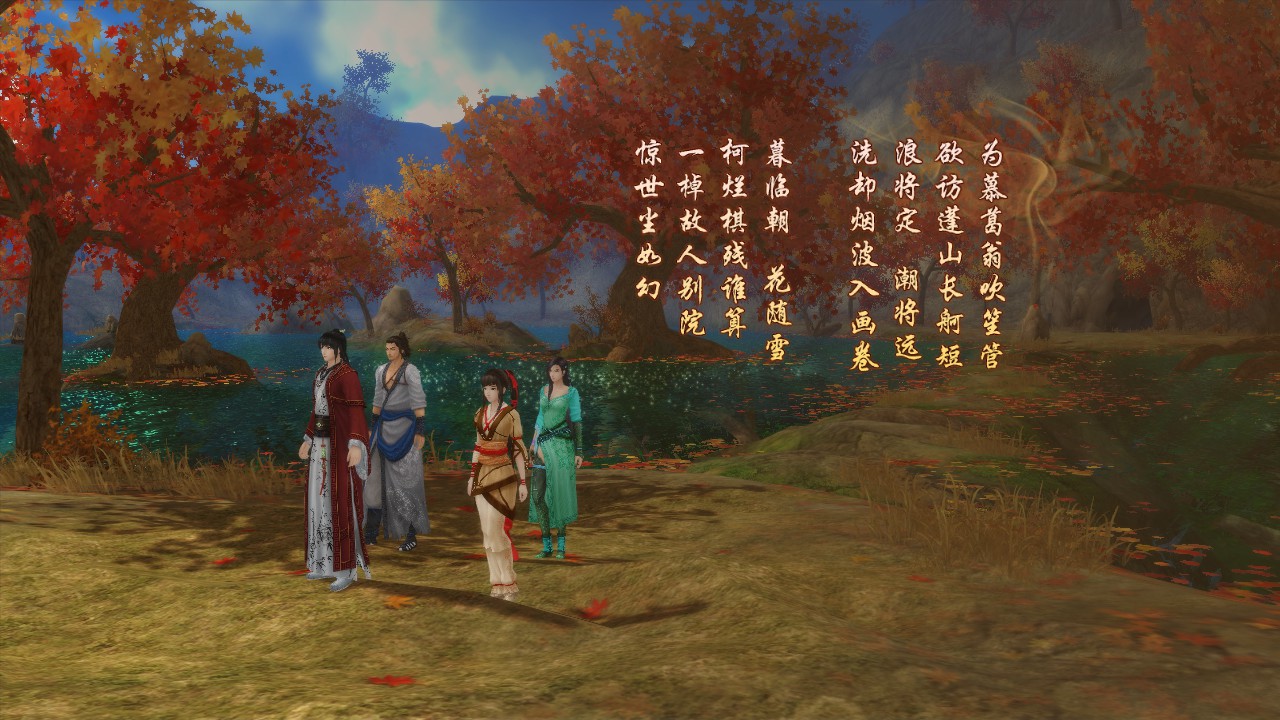 为慕葛翁吹笙管
欲访蓬山长舸短
浪将定 潮将远
洗却烟波入画卷
暮临朝 花随雪
柯烂棋残谁算
一棹故人别院
惊世尘如幻